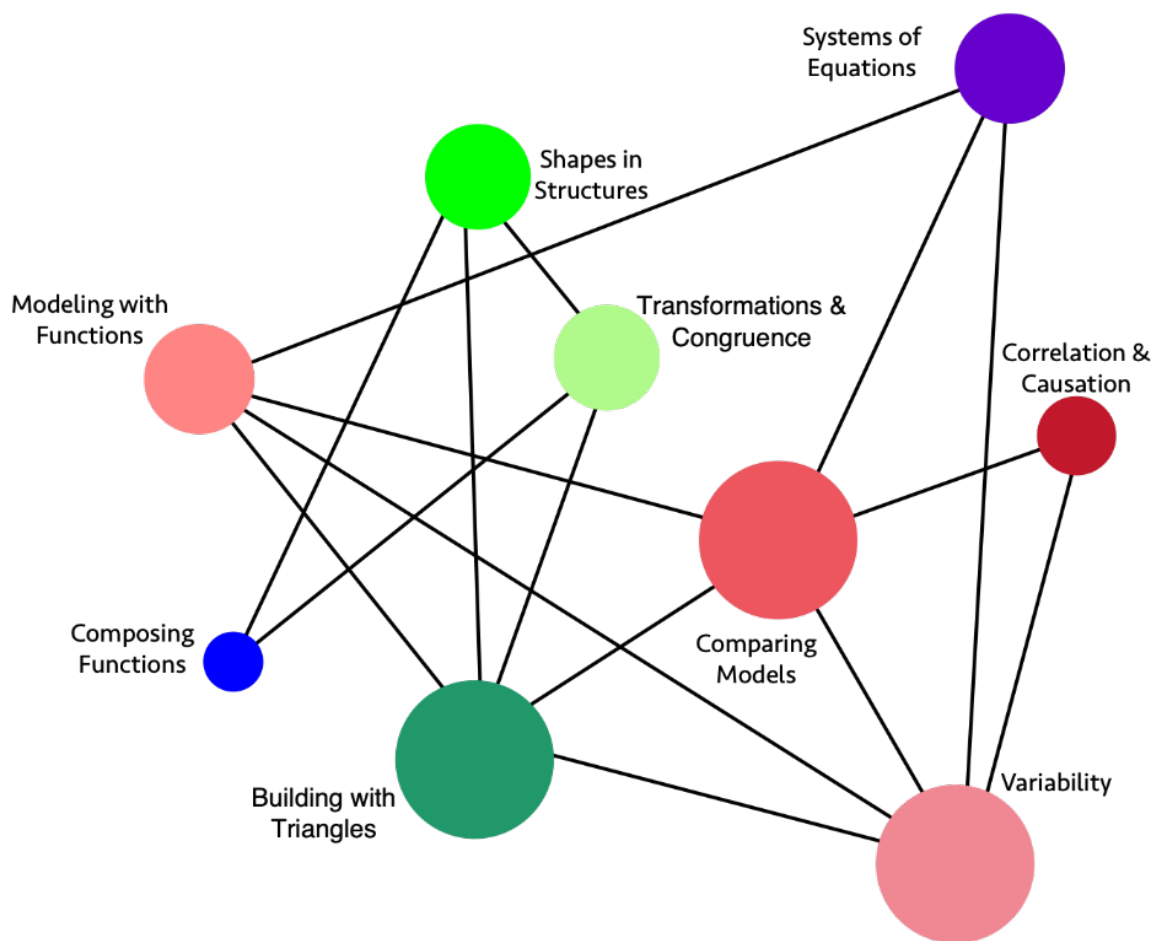 Systems of
Equations
Shapes in
Structures
Modeling with
Functions
Transformations &
Congruence
Correlation &
Causation
Composing
Functions
Comparing
Models
Building with
Triangles
Variability